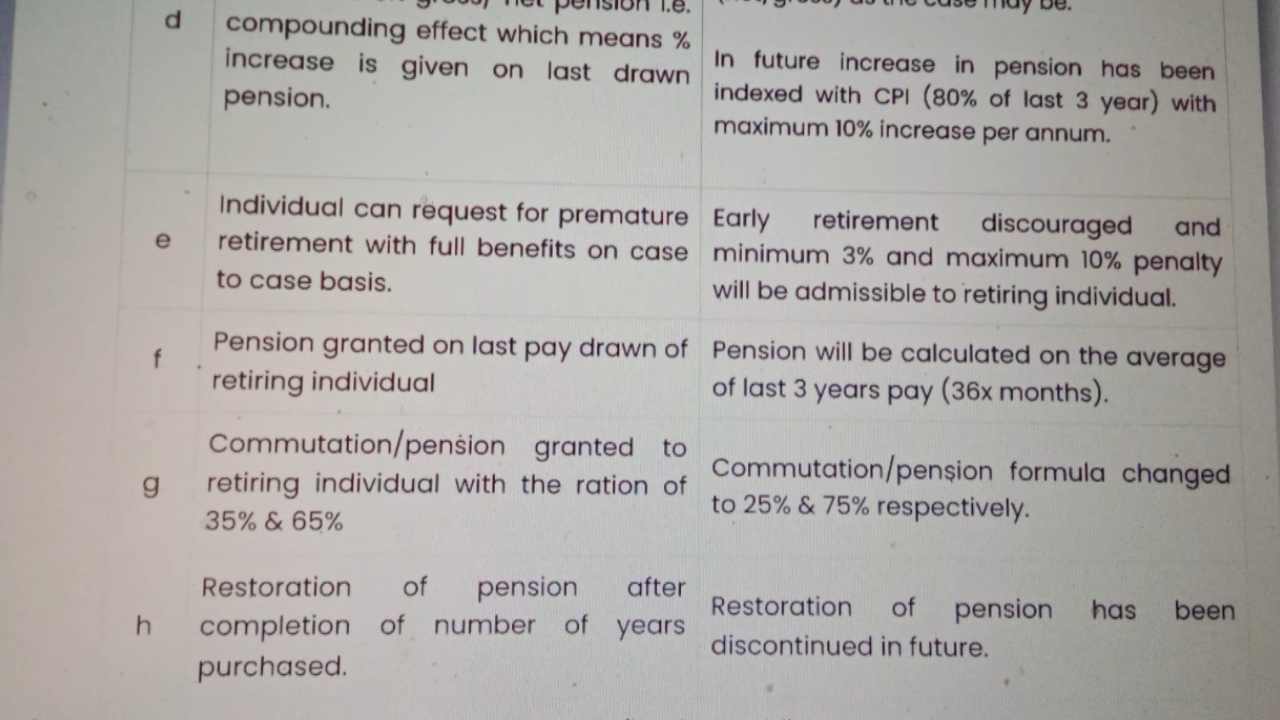 d
compounding effect which means %
increase is given on last drawn
pension.
In future increase in pension has been
indexed with CPI (80% of last 3 year) with
maximum 10% increase per annum.
e
Individual can request for premature
retirement with full benefits on case
to case basis.
Early retirement discouraged and
minimum 3% and maximum 10% penalty
will be admissible to retiring individual.
f
Pension granted on last pay drawn of
retiring individual
Pension will be calculated on the average
of last 3 years pay (36x months).
g
Commutation/pension granted to
retiring individual with the ration of
35% & 65%
Commutation/pension formula changed
to 25% & 75% respectively.
h
Restoration of pension after
completion of number of years
purchased.
Restoration of pension has been
discontinued in future.